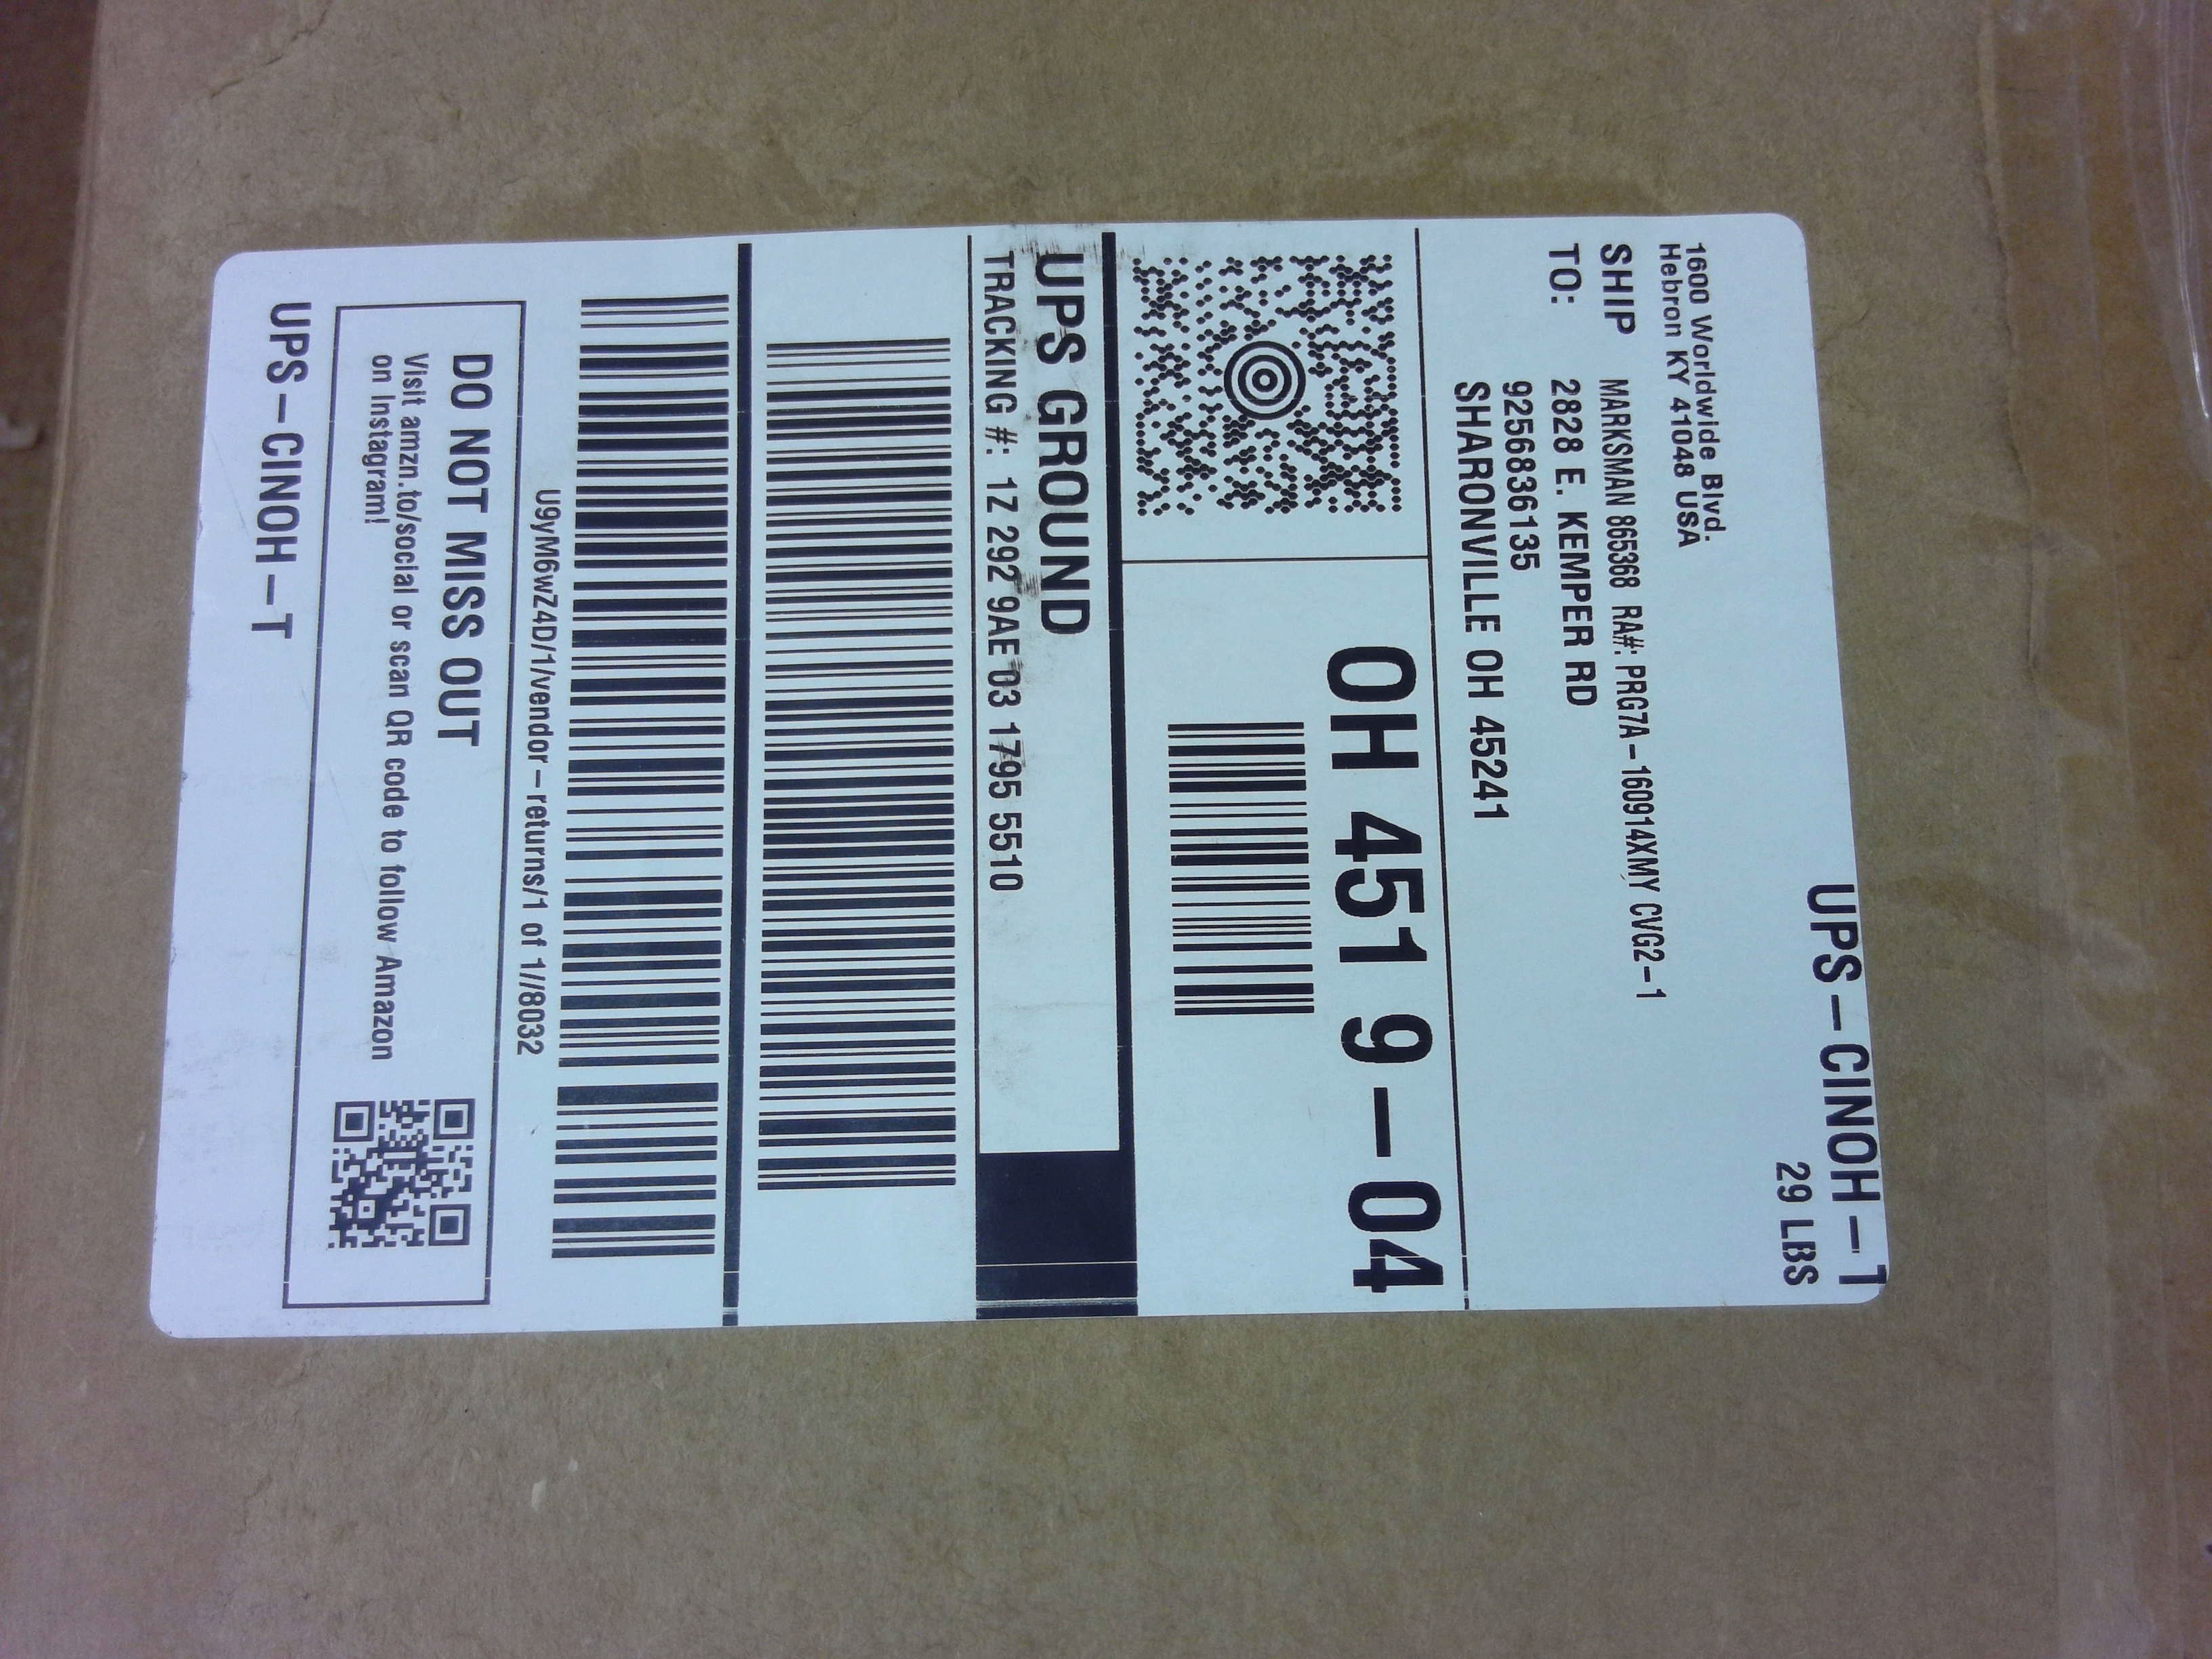 UPS-CINOH-T
29 LBS
1600 Worldwide Blvd.
Hebron KY 41048 USA
SHIP MARKSMAN 865368 RA#: PRG7A-160914XMY CVG2-1
TO: 2828 E. KEMPER RD
9256836135
SHARONVILLE OH 45241
OH 451 9-04
UPS GROUND
TRACKING #: 1Z 292 9AE 03 1795 5510
U9yM6wZ4D/1/vendor-returns/1 of 1//8032
DO NOT MISS OUT
Visit amzn.to/social or scan QR code to follow Amazon
on Instagram!
UPS-CINOH-T